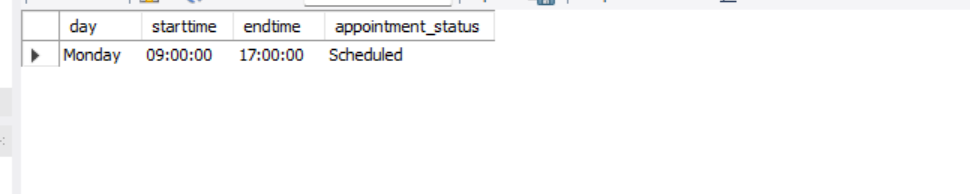 day starttime endtime appointment_status
Monday 09:00:00 17:00:00 Scheduled